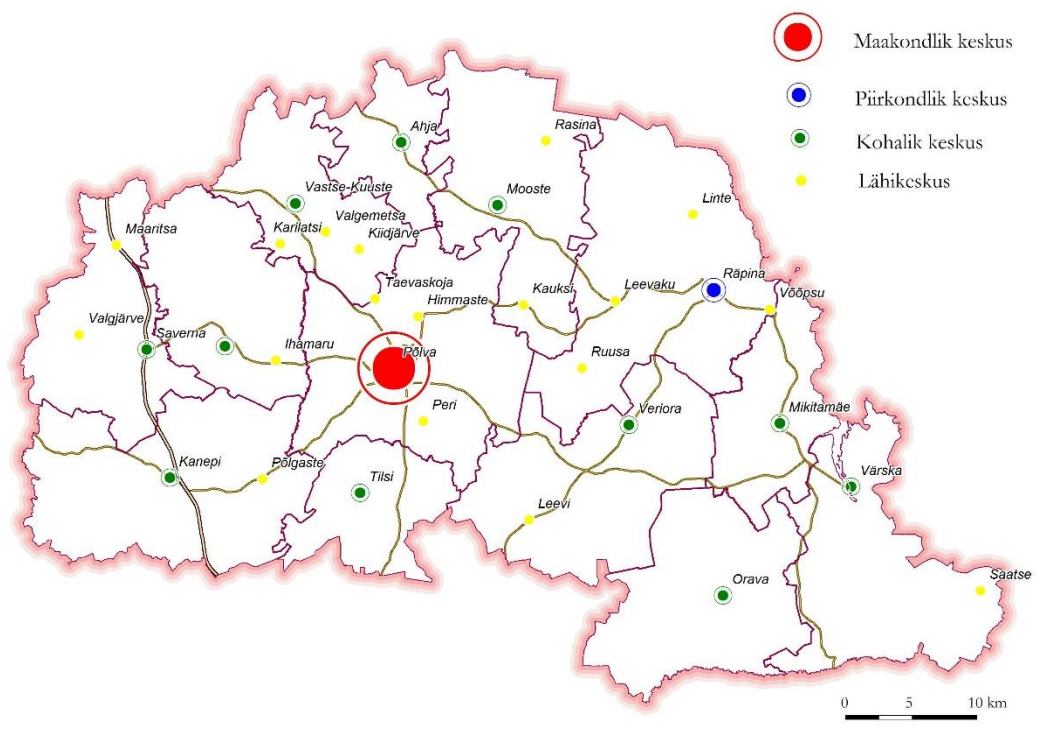 Maakondlik keskus
Piirkondlik keskus
Kohalik keskus
Lähikeskus
Ahja
Rasina
Vastse-Kuuste
Mooste
Linte
Valgemetsa
Karilatsi
Kiidjärve
Maaritsa
Taevaskoja
Himmaste
Kauksi
Leevaku
Räpina
Võõpsu
Valgjärve
Saverna
Ihamaru
Põlva
Ruusa
Peri
Veriora
Mikitamäe
Kanepi
Põlgaste
Tilsi
Värska
Leevi
Orava
Saatse
0 5 10 km